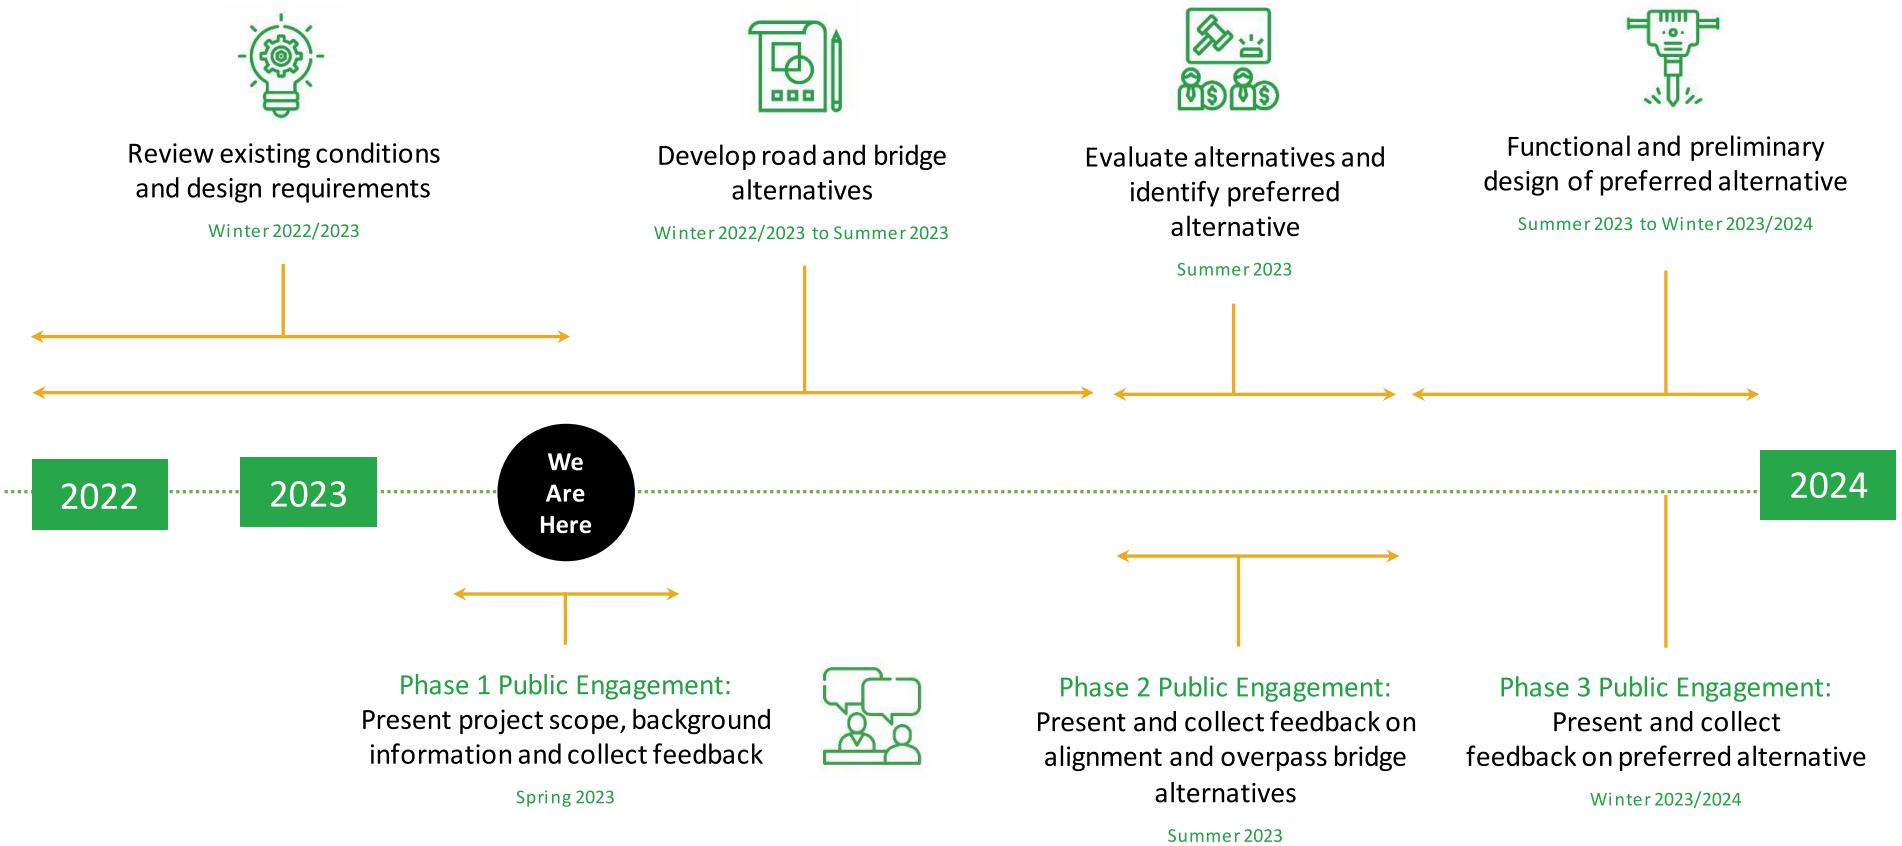 Review existing conditions
and design requirements
Winter 2022/2023
Develop road and bridge
alternatives
Winter 2022/2023 to Summer 2023
Evaluate alternatives and
identify preferred
alternative
Summer 2023
Functional and preliminary
design of preferred alternative
Summer 2023 to Winter 2023/2024
2022
2023
We
Are
Here
2024
Phase 1 Public Engagement:
Present project scope, background
information and collect feedback
Spring 2023
Phase 2 Public Engagement:
Present and collect feedback on
alignment and overpass bridge
alternatives
Summer 2023
Phase 3 Public Engagement:
Present and collect
feedback on preferred alternative
Winter 2023/2024